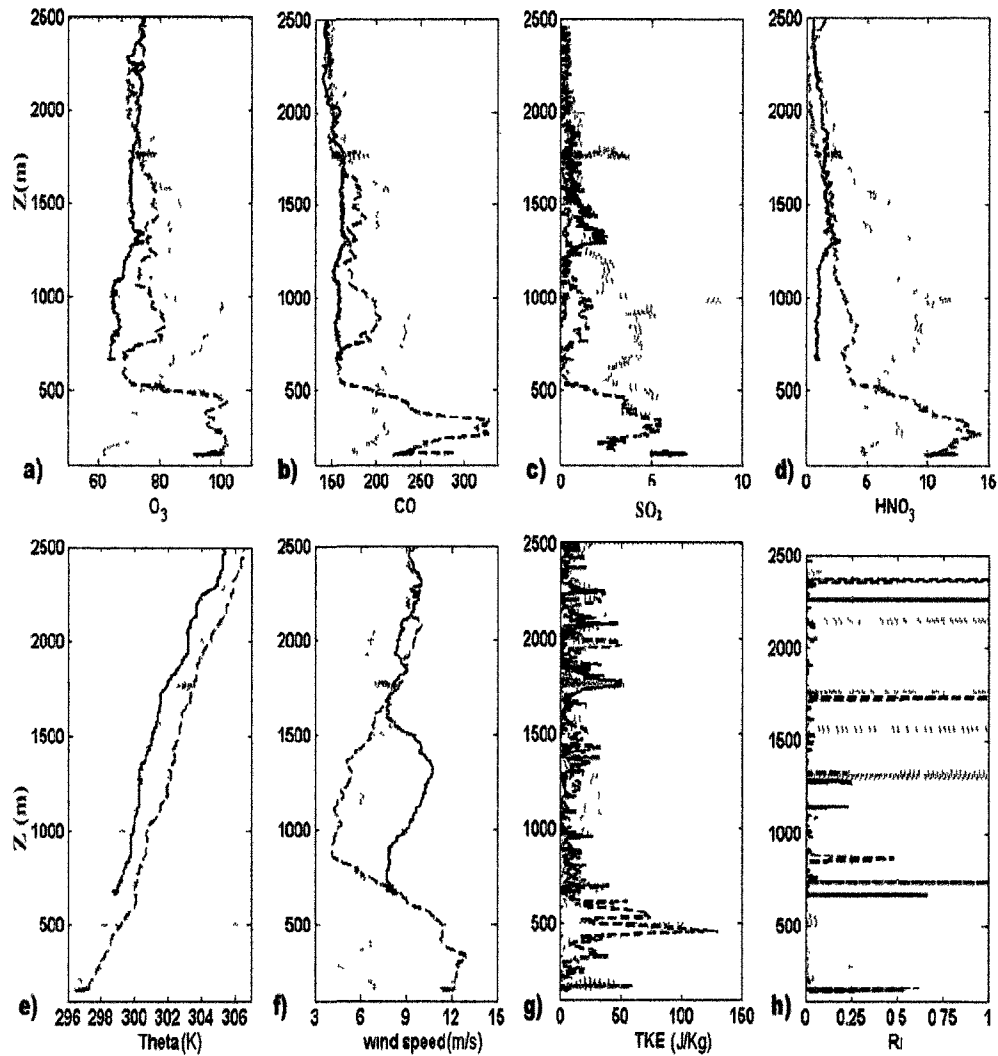 2500 2500 2500 2500
2000 2000 2000 2000
Z(m)
1500 1500 1500 1500
1000 1000 1000 1000
500 500 500 500
a) b) c) d)
60 80 100 150 200 250 300 0 5 10 0 5 10 15
O3 CO SO2 HNO3
2500 2500 2500 2500
2000 2000 2000 2000
1500 1500 1500 1500
Z (m)
1000 1000 1000 1000
500 500 500 500
e) f) g) h)
296 298 300 302 304 306 3 6 9 12 15 0 50 100 150 0 0 25 0 5 0 75 1
Theta(K) wind speed(m/s) TKE (J/Kg) Ri